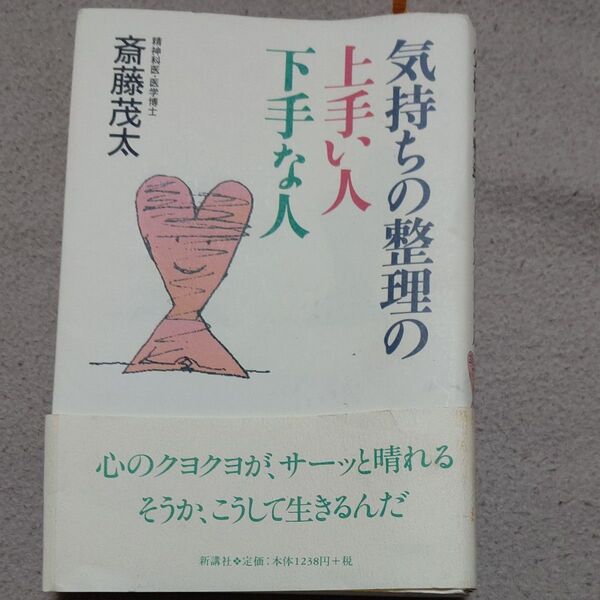 気持ちの整理の
上手い人
下手な人
精神科医・医学博士
斎藤茂太
心のクヨクヨが、サーッと晴れる
そうか、こうして生きるんだ
新講社❖定価：本体1238円＋税